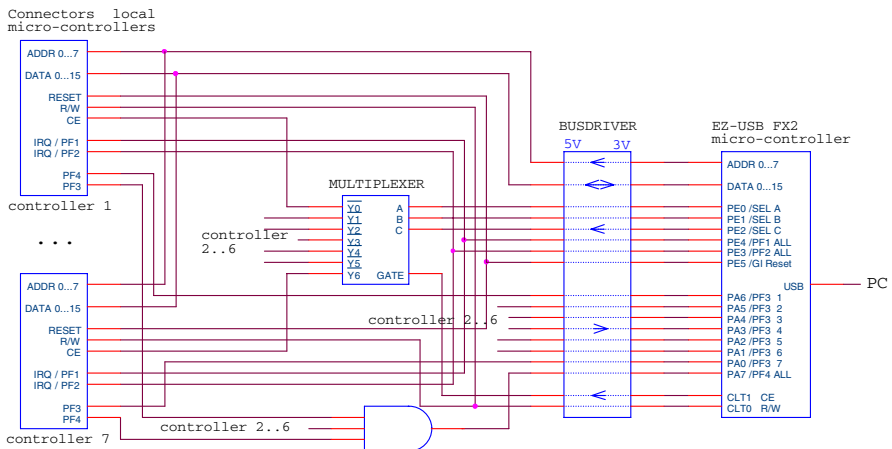 Connectors local
micro-controllers
ADDR 0...7
DATA 0...15
RESET
R/W
CE
IRQ / PF1
IRQ / PF2
PF4
PF3
controller 1
...
ADDR 0...7
DATA 0...15
RESET
R/W
CE
IRQ / PF1
IRQ / PF2
PF3
PF4
controller 7
MULTIPLEXER
Y0
Y1
Y2
Y3
Y4
Y5
Y6
A
B
C
GATE
controller
2..6
controller 2..6
controller 2..6
BUSDRIVER
5V 3V
EZ-USB FX2
micro-controller
ADDR 0...7
DATA 0...15
PE0 /SEL A
PE1 /SEL B
PE2 /SEL C
PE4 /PF1 ALL
PE3 /PF2 ALL
PE5 /Gl Reset
USB
PA6 /PF3 1
PA5 /PF3 2
PA4 /PF3 3
PA3 /PF3 4
PA2 /PF3 5
PA1 /PF3 6
PA0 /PF3 7
PA7 /PF4 ALL
CLT1 CE
CLT0 R/W
PC